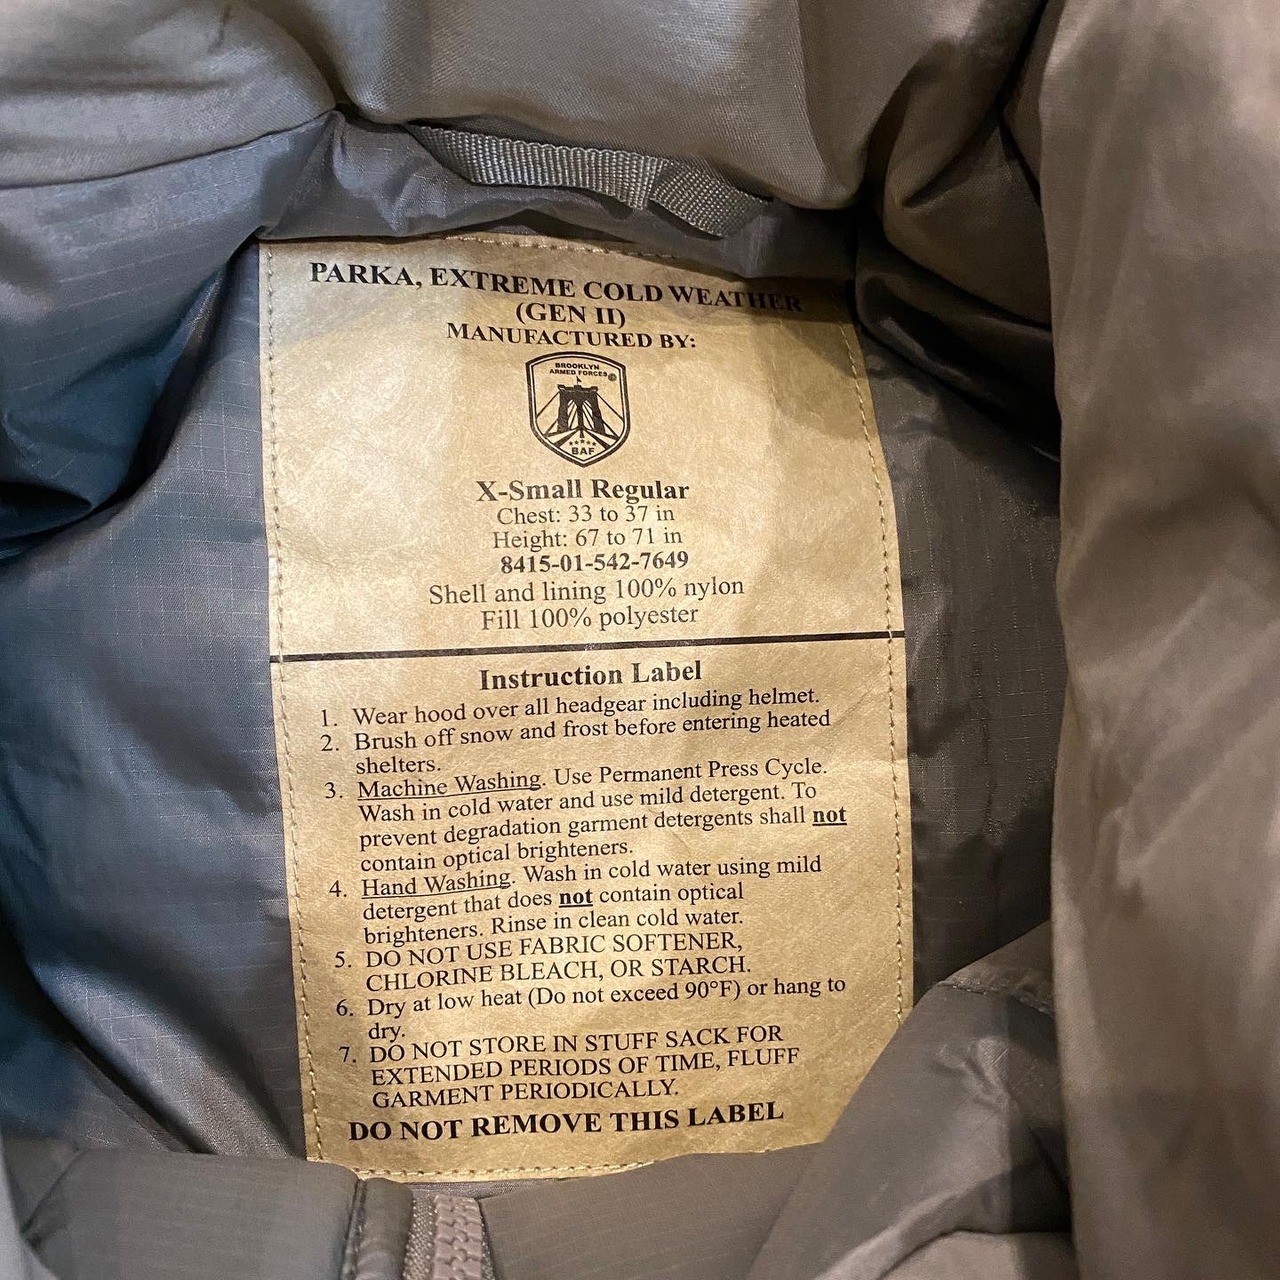 PARKA, EXTREME COLD WEATHER
(GEN II)
MANUFACTURED BY:
BROOKLYN
ARMED FORCES
BAF
X-Small Regular
Chest: 33 to 37 in
Height: 67 to 71 in
8415-01-542-7649
Shell and lining 100% nylon
Fill 100% polyester
Instruction Label
1. Wear hood over all headgear including helmet.
2. Brush off snow and frost before entering heated
shelters.
3. Machine Washing. Use Permanent Press Cycle.
Wash in cold water and use mild detergent. To
prevent degradation garment detergents shall not
contain optical brighteners.
4. Hand Washing. Wash in cold water using mild
detergent that does not contain optical
brighteners. Rinse in clean cold water.
5. DO NOT USE FABRIC SOFTENER,
CHLORINE BLEACH, OR STARCH.
6. Dry at low heat (Do not exceed 90°F) or hang to
dry.
7. DO NOT STORE IN STUFF SACK FOR
EXTENDED PERIODS OF TIME, FLUFF
GARMENT PERIODICALLY.
DO NOT REMOVE THIS LABEL